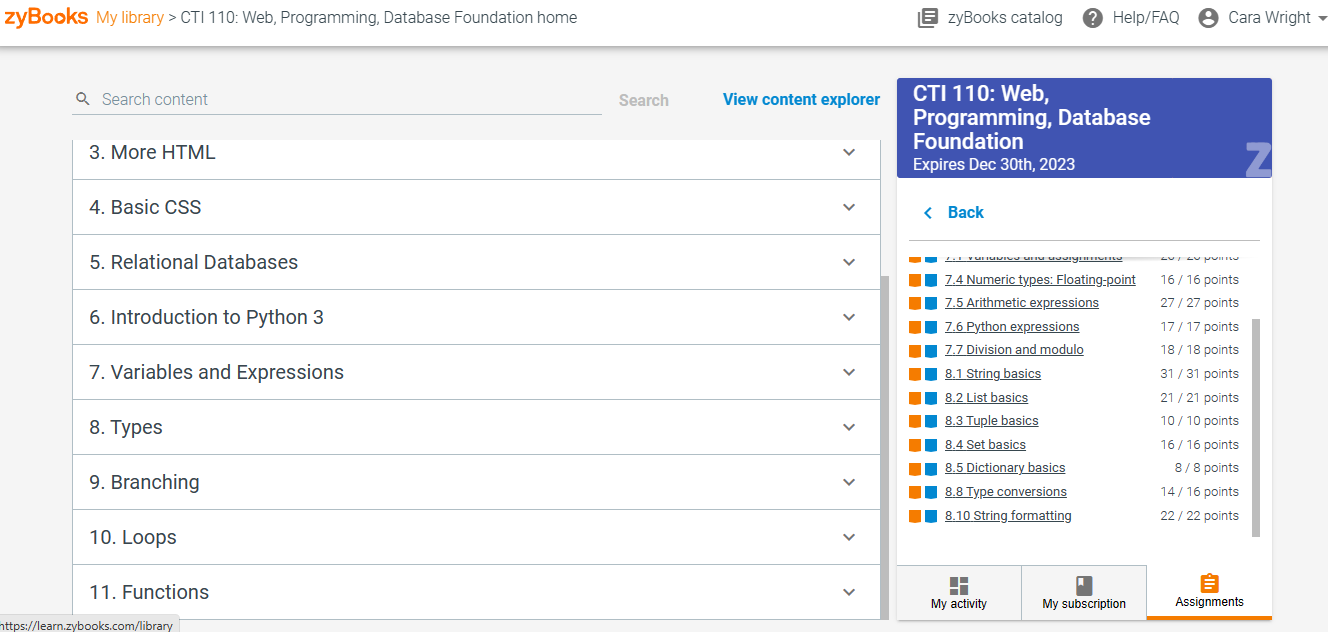 zyBooks My library > CTI 110: Web, Programming, Database Foundation home
zyBooks catalog
? Help/FAQ
Cara Wright
Search content
Search
View content explorer
3. More HTML
4. Basic CSS
5. Relational Databases
6. Introduction to Python 3
7. Variables and Expressions
8. Types
9. Branching
10. Loops
11. Functions
https://learn.zybooks.com/library
CTI 110: Web,
Programming, Database
Foundation
Expires Dec 30th, 2023
Z
Back
7.1 Variables and assignments points
7.4 Numeric types: Floating-point 16 / 16 points
7.5 Arithmetic expressions 27 / 27 points
7.6 Python expressions 17 / 17 points
7.7 Division and modulo 18 / 18 points
8.1 String basics 31 / 31 points
8.2 List basics 21 / 21 points
8.3 Tuple basics 10 / 10 points
8.4 Set basics 16 / 16 points
8.5 Dictionary basics 8 / 8 points
8.8 Type conversions 14 / 16 points
8.10 String formatting 22 / 22 points
My activity
My subscription
Assignments